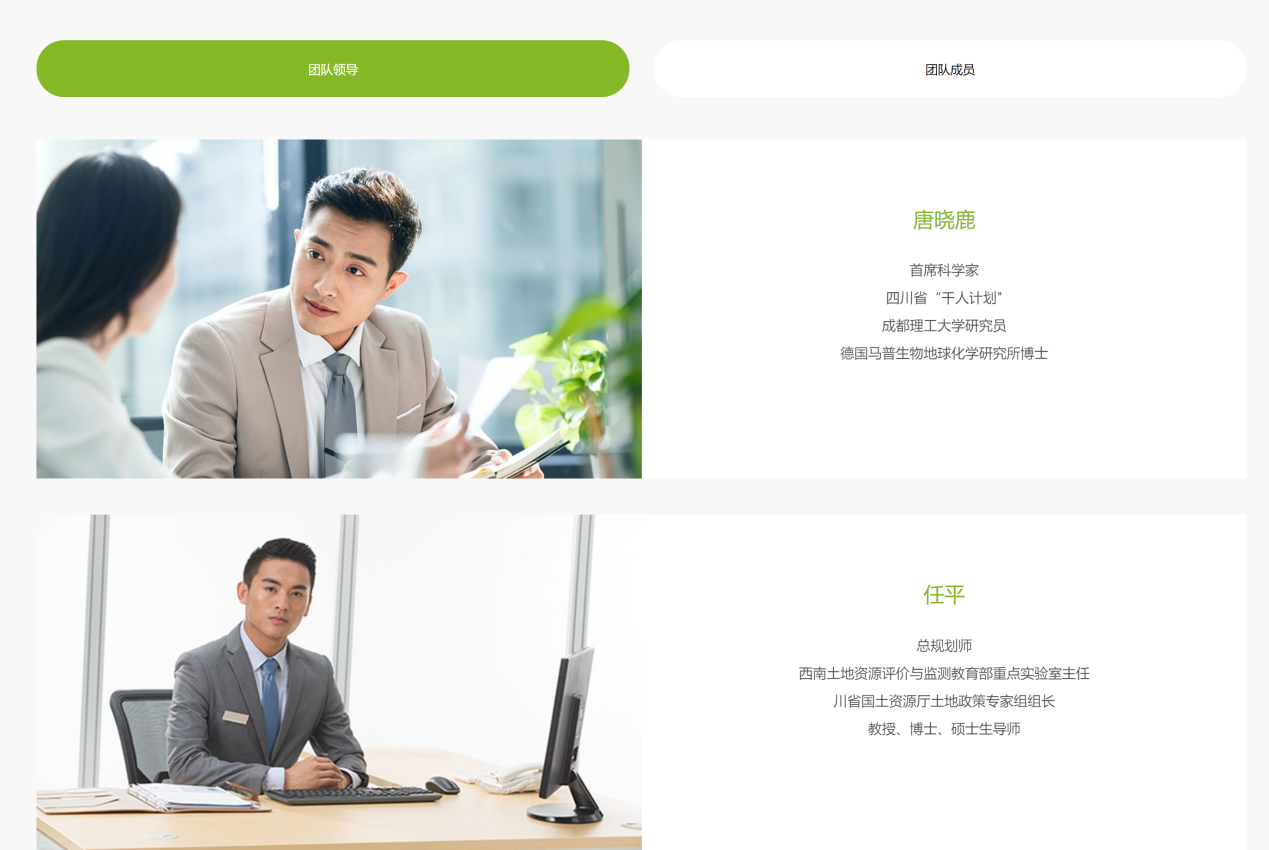 团队领导
团队成员
唐晓鹿
首席科学家
四川省“千人计划”
成都理工大学研究员
德国马普生物地球化学研究所博士
任平
总规划师
西南土地资源评价与监测教育部重点实验室主任
川省国土资源厅土地政策专家组组长
教授、博士、硕士生导师